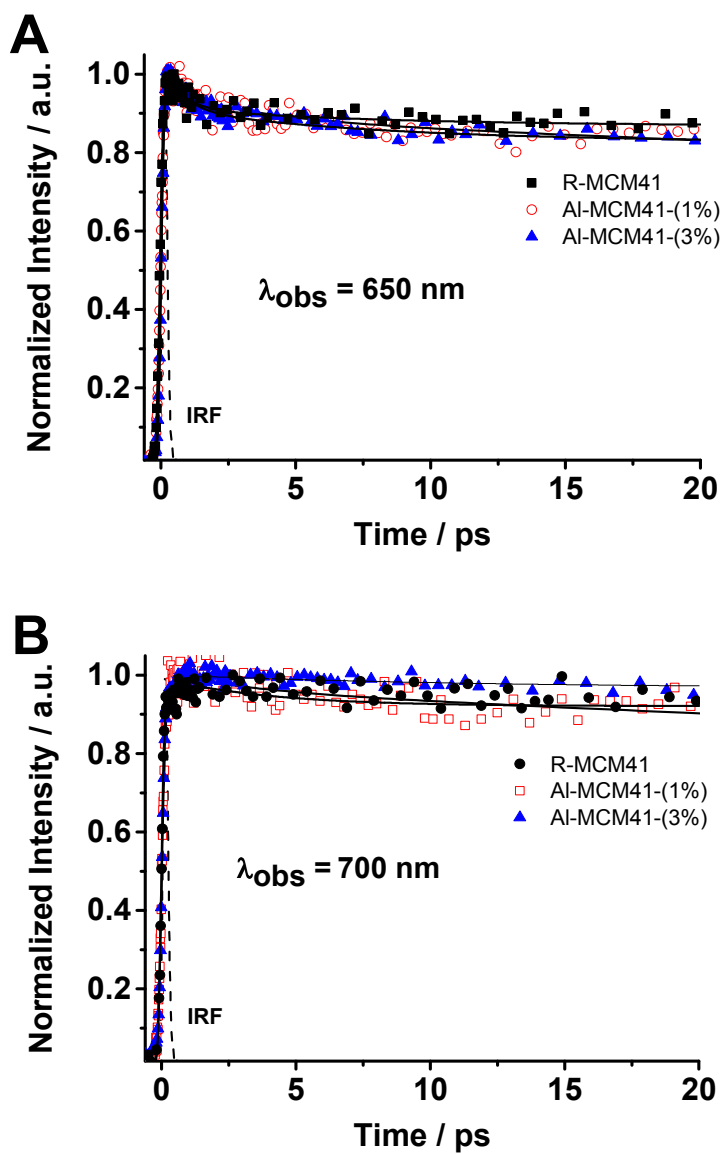 A
Normalized Intensity / a.u.
1.0
0.8
0.6
0.4
0.2
R-MCM41
Al-MCM41-(1%)
Al-MCM41-(3%)
λobs = 650 nm
IRF
0 5 10 15 20
Time / ps
B
Normalized Intensity / a.u.
1.0
0.8
0.6
0.4
0.2
R-MCM41
Al-MCM41-(1%)
Al-MCM41-(3%)
λobs = 700 nm
IRF
0 5 10 15 20
Time / ps